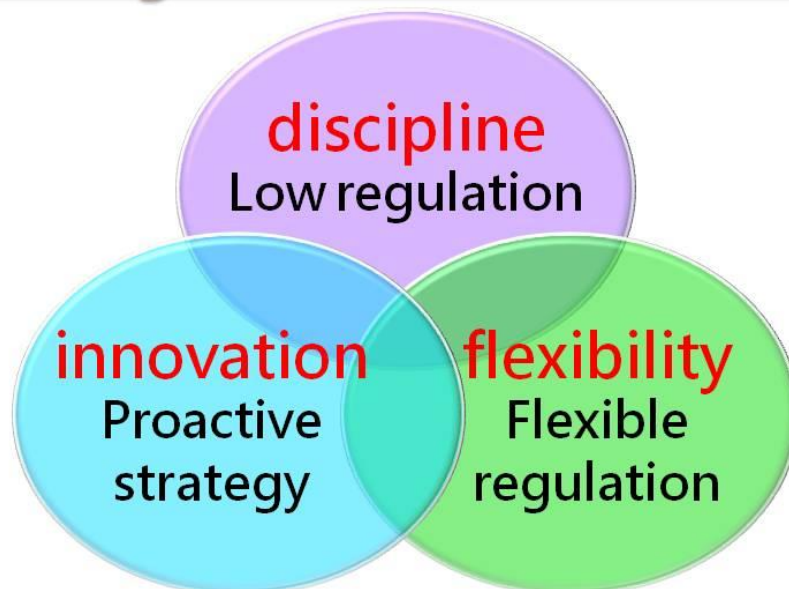 discipline
Low regulation
innovation
Proactive
strategy
flexibility
Flexible
regulation